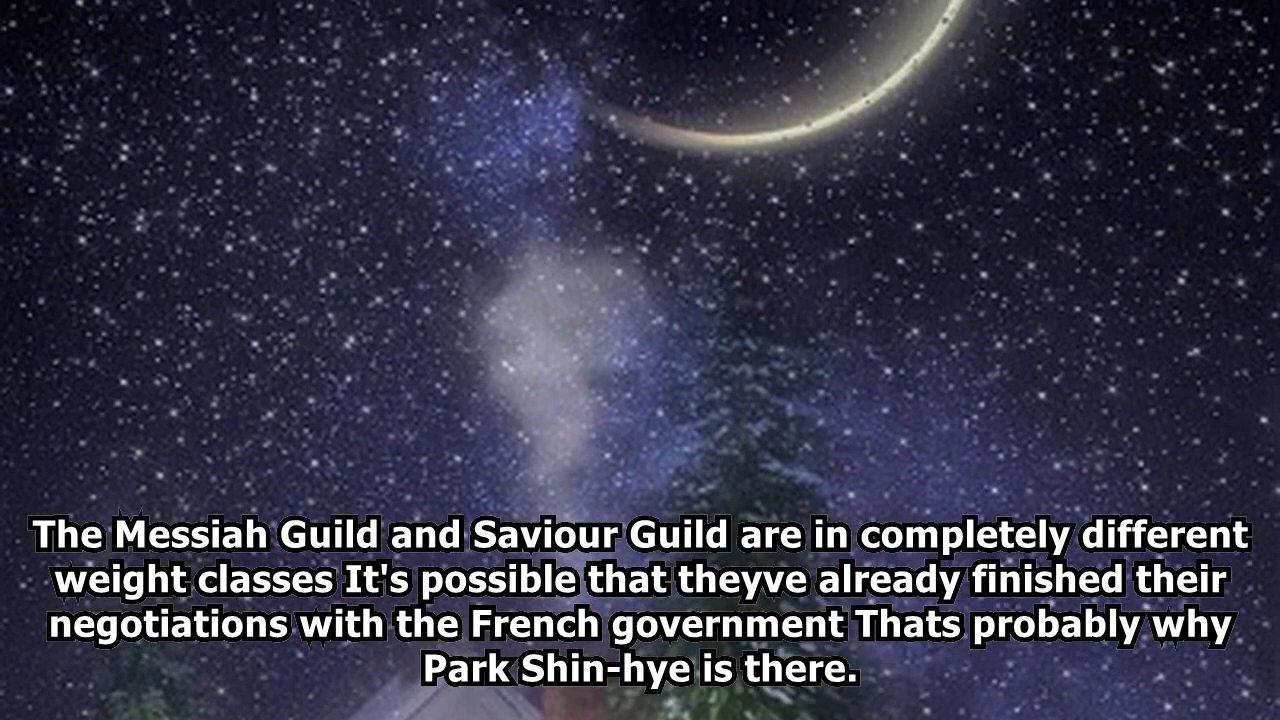 The Messiah Guild and Saviour Guild are in completely different
weight classes It's possible that theyve already finished their
negotiations with the French government Thats probably why
Park Shin-hye is there.